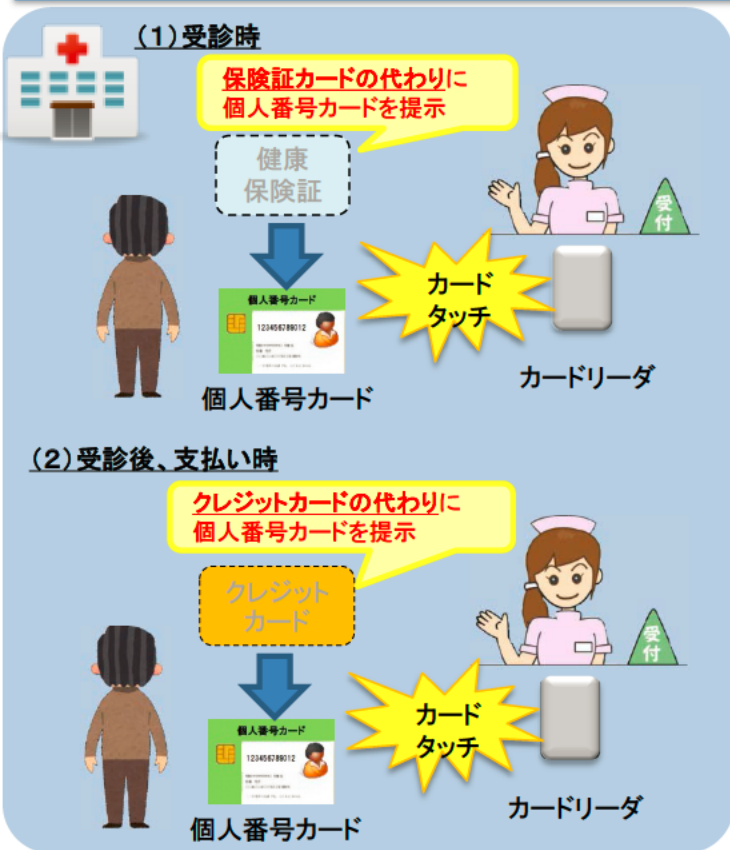 （１）受診時
保険証カードの代わりに
個人番号カードを提示
健康
保険証
受
付
カード
タッチ
個人番号カード
123456789012
カードリーダ
個人番号カード
（２）受診後、支払い時
クレジットカードの代わりに
個人番号カードを提示
クレジット
カード
受
付
カード
タッチ
個人番号カード
123456789012
カードリーダ
個人番号カード